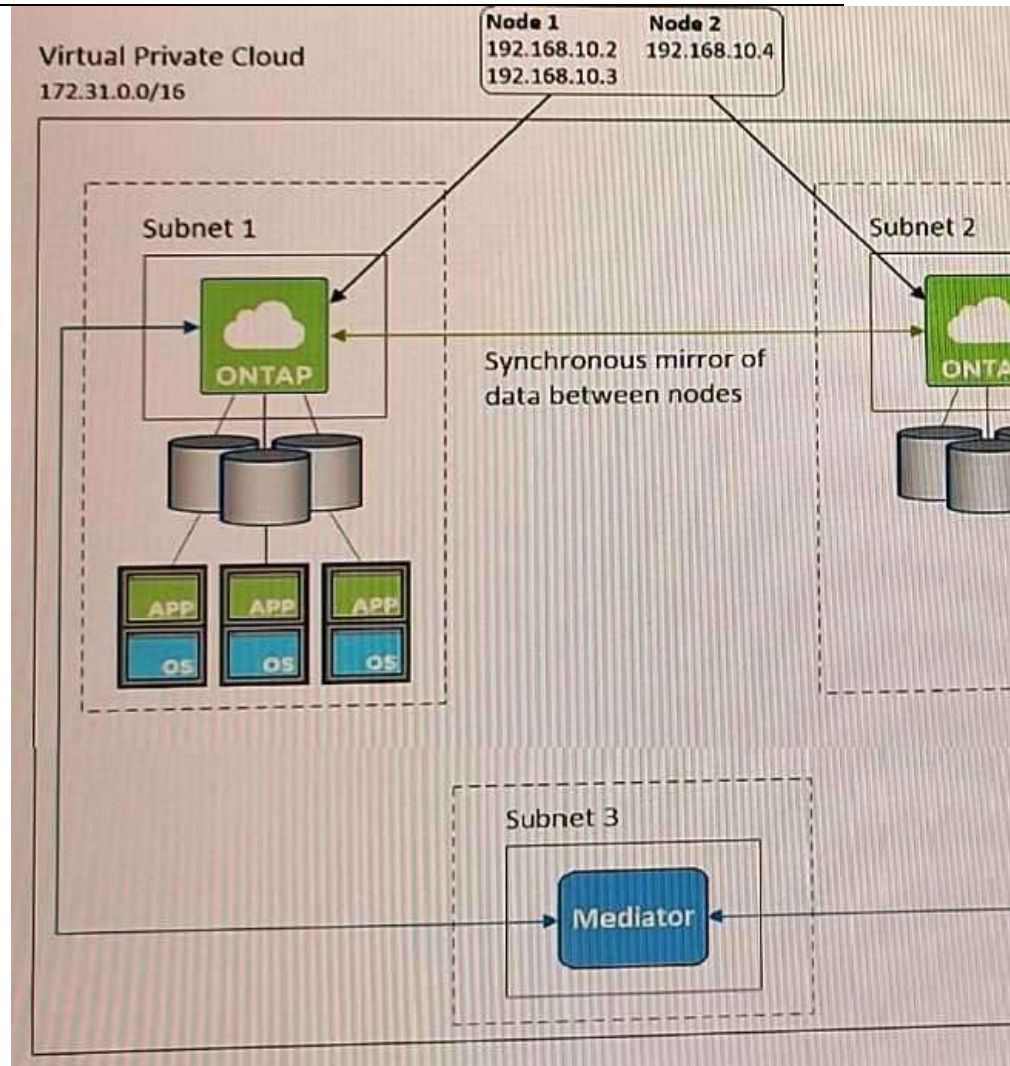 Node 1 Node 2
192.168.10.2 192.168.10.4
192.168.10.3
Virtual Private Cloud
172.31.0.0/16
Subnet 1
Subnet 2
ONTAP
ONTA
Synchronous mirror of
data between nodes
APP APP APP
OS OS OS
Subnet 3
Mediator